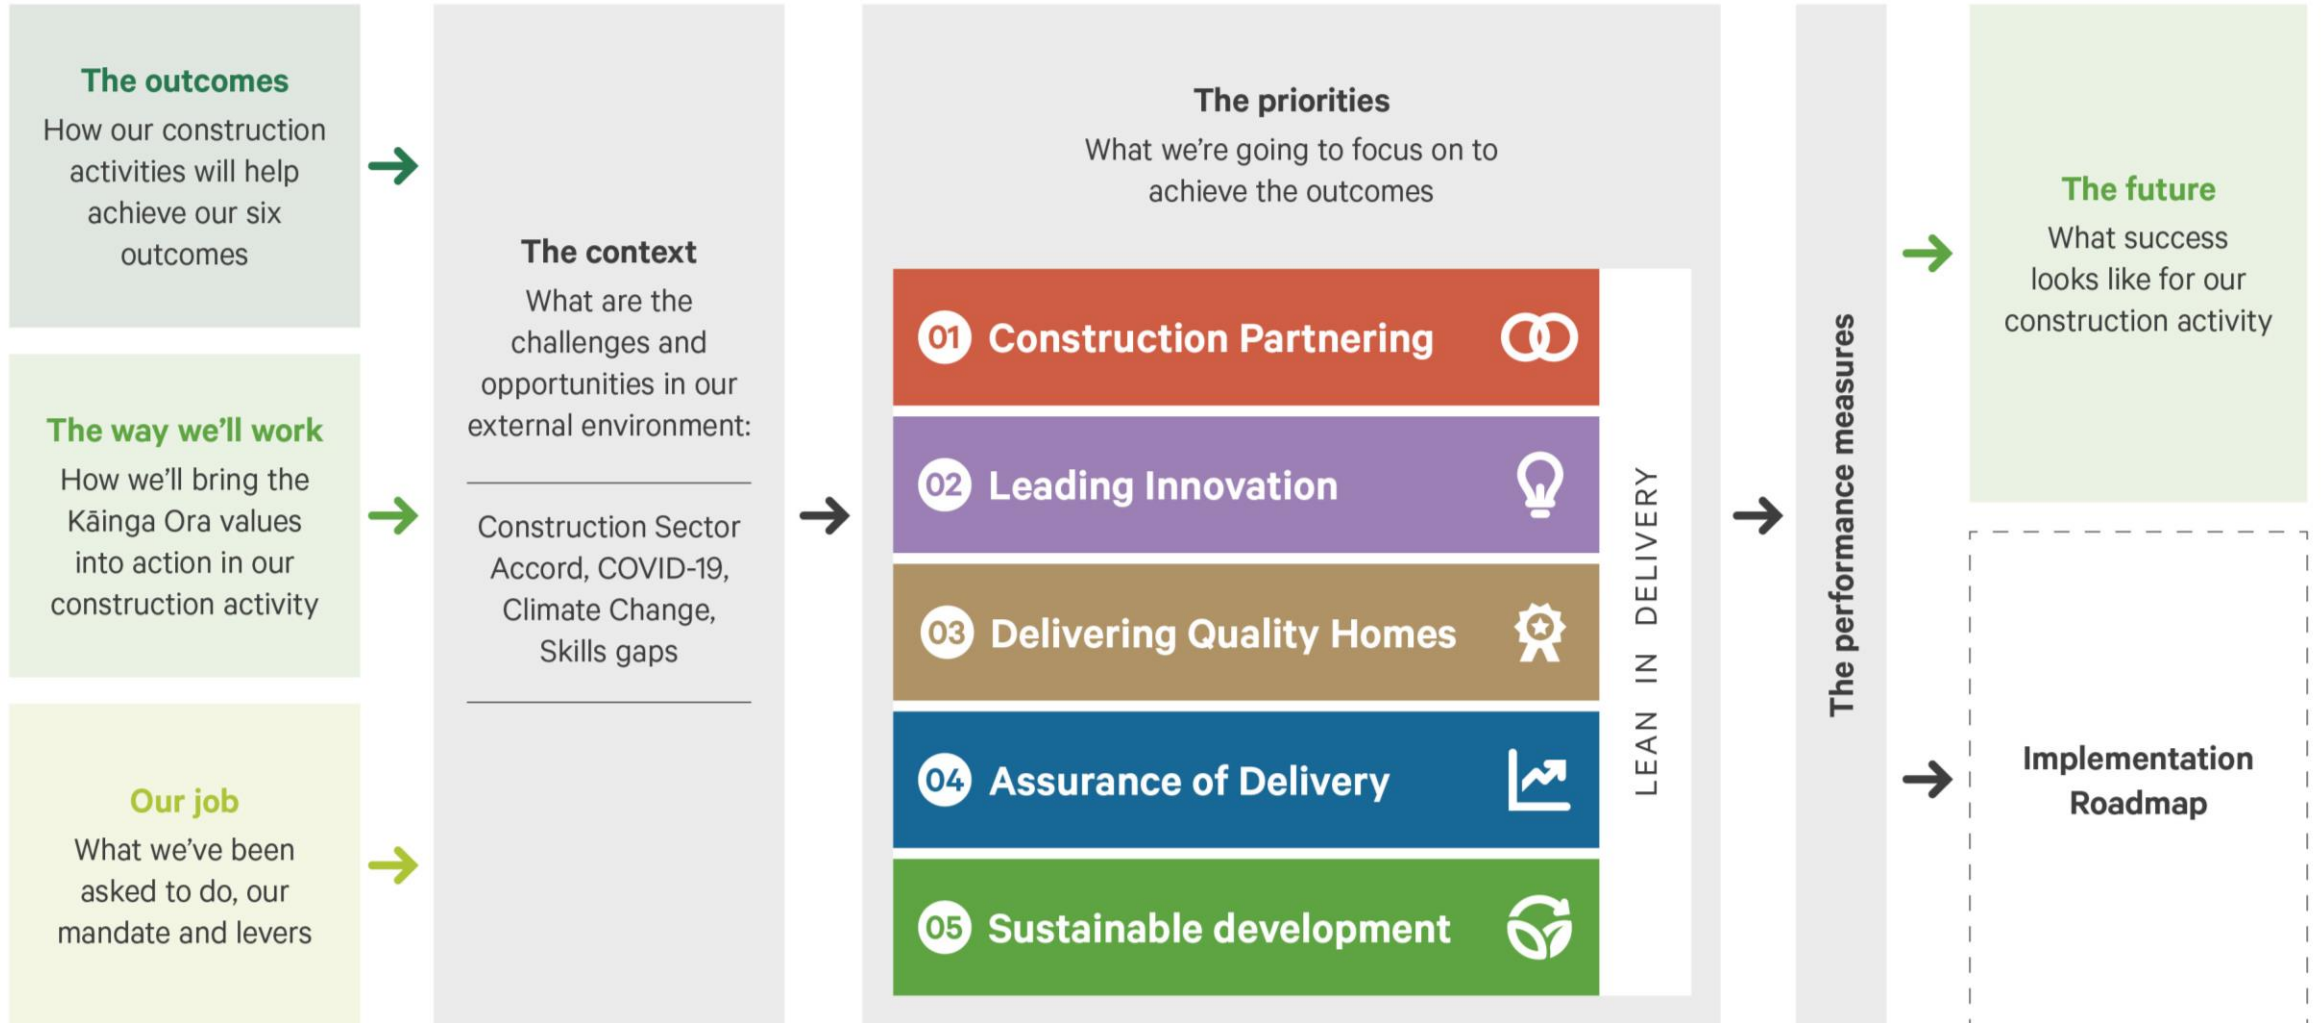 The outcomes
How our construction
activities will help
achieve our six
outcomes
The way we'll work
How we'll bring the
Kāinga Ora values
into action in our
construction activity
Our job
What we've been
asked to do, our
mandate and levers
The context
What are the
challenges and
opportunities in our
external environment:
Construction Sector
Accord, COVID-19,
Climate Change,
Skills gaps
The priorities
What we're going to focus on to
achieve the outcomes
01 Construction Partnering
02 Leading Innovation
03 Delivering Quality Homes
04 Assurance of Delivery
05 Sustainable development
LEAN IN DELIVERY
The performance measures
The future
What success
looks like for our
construction activity
Implementation
Roadmap